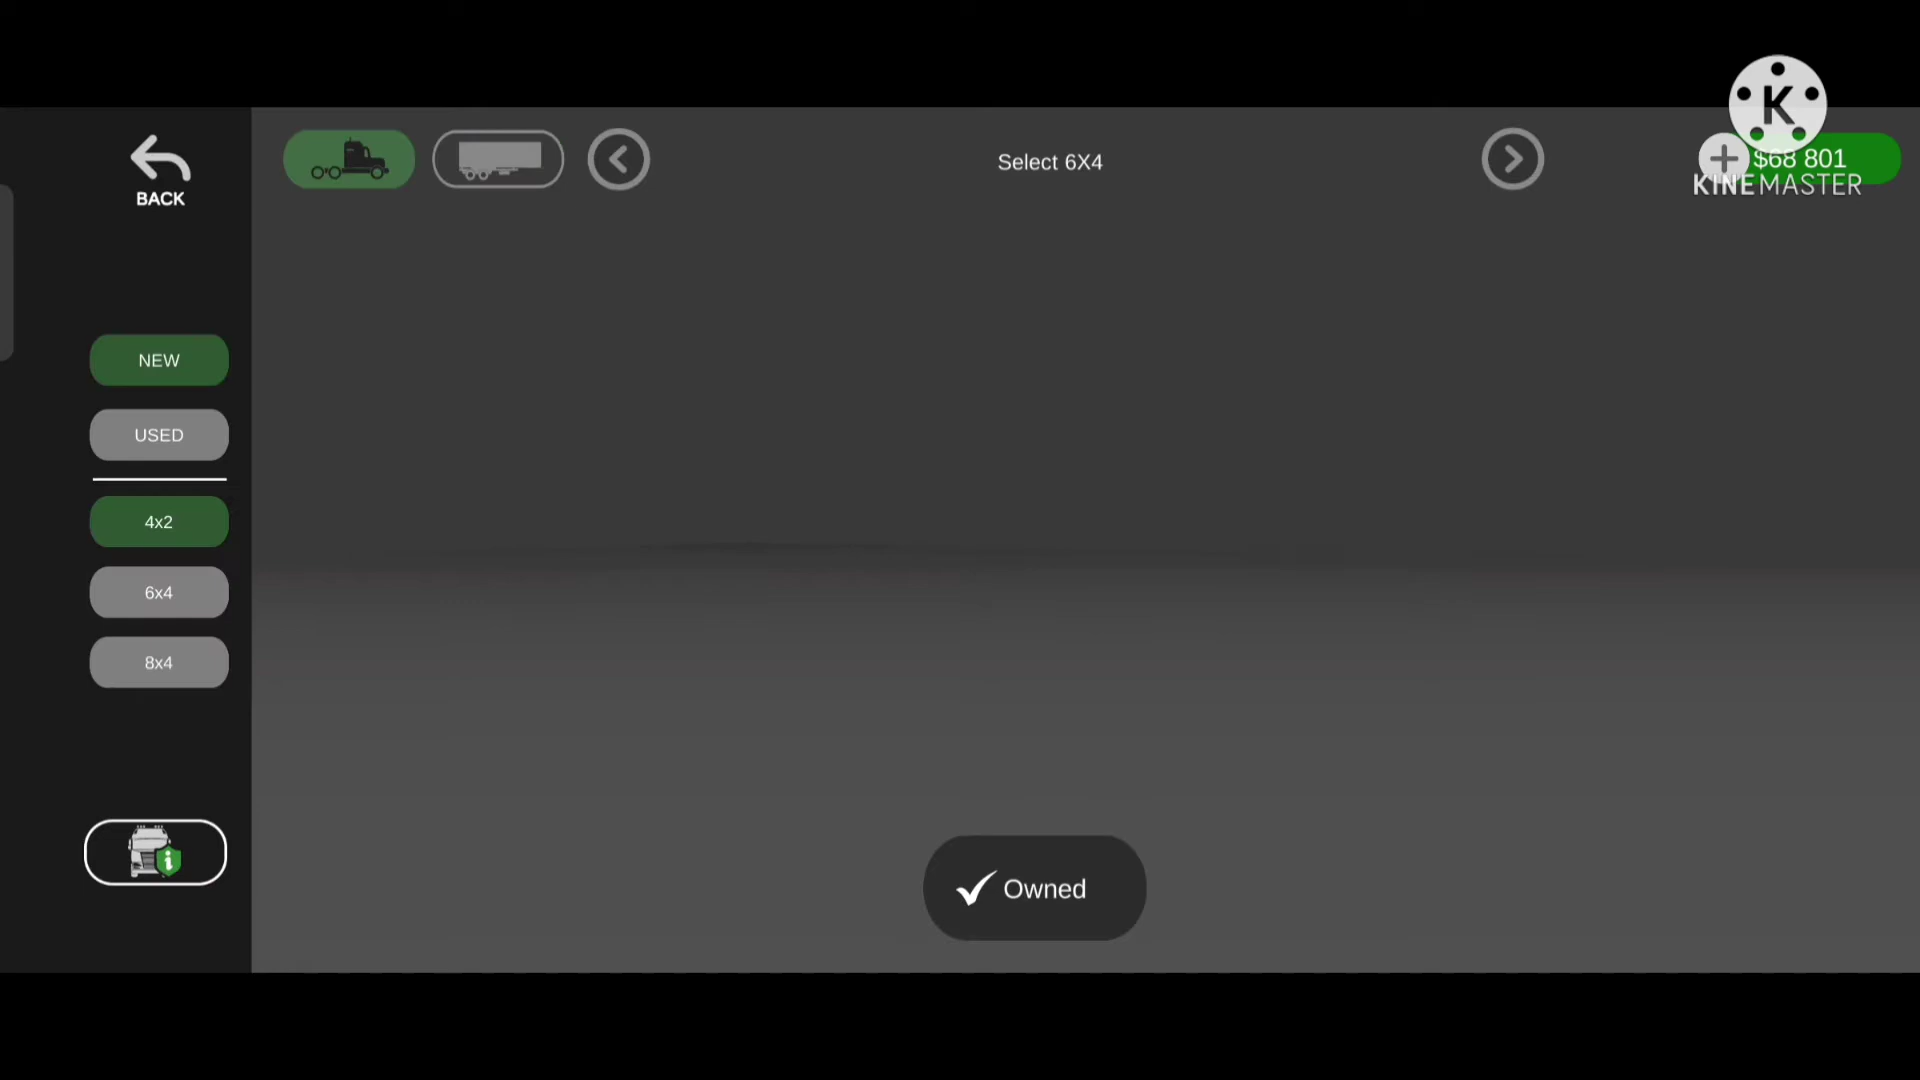 K
BACK
Select 6X4
$68 801
KINEMASTER
NEW
USED
4x2
6x4
8x4
i
Owned